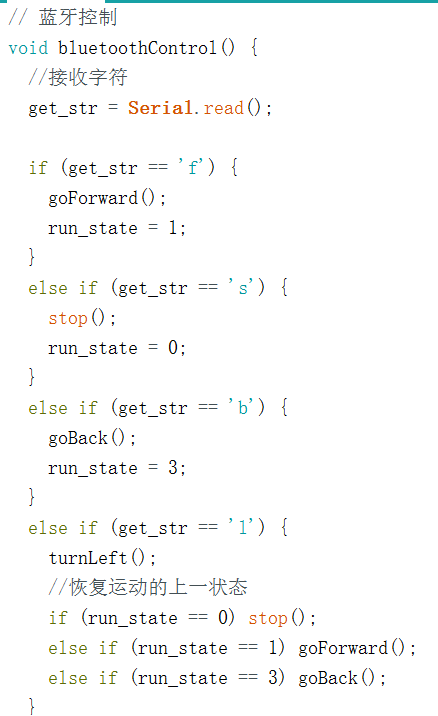 // 蓝牙控制
void bluetoothControl() {
  //接收字符
  get_str = Serial.read();

  if (get_str == 'f') {
    goForward();
    run_state = 1;
  }
  else if (get_str == 's') {
    stop();
    run_state = 0;
  }
  else if (get_str == 'b') {
    goBack();
    run_state = 3;
  }
  else if (get_str == 'l') {
    turnLeft();
    //恢复运动的上一状态
    if (run_state == 0) stop();
    else if (run_state == 1) goForward();
    else if (run_state == 3) goBack();
  }